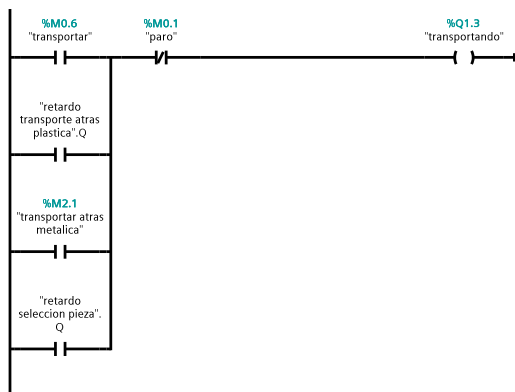 %M0.6
"transportar"
%M0.1
"paro"
%Q1.3
"transportando"
"retardo
transporte atras
plastica".Q
%M2.1
"transportar atras
metalica"
"retardo
seleccion pieza".
Q